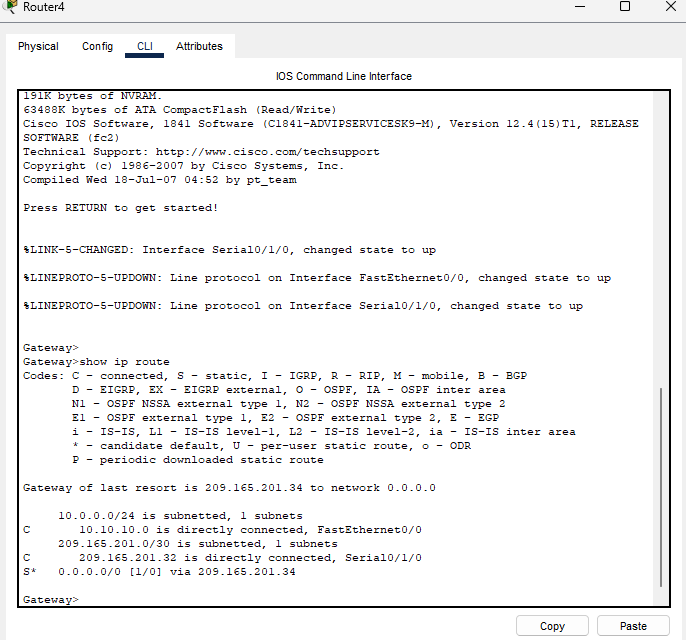 Router4
Physical Config CLI Attributes
IOS Command Line Interface
191K bytes of NVRAM.
63488K bytes of ATA CompactFlash (Read/Write)
Cisco IOS Software, 1841 Software (C1841-ADVIPSERVICESK9-M), Version 12.4(15)T1, RELEASE
SOFTWARE (fc2)
Technical Support: http://www.cisco.com/techsupport
Copyright (c) 1986-2007 by Cisco Systems, Inc.
Compiled Wed 18-Jul-07 04:52 by pt_team
Press RETURN to get started!
%LINK-5-CHANGED: Interface Serial0/1/0, changed state to up
%LINEPROTO-5-UPDOWN: Line protocol on Interface FastEthernet0/0, changed state to up
%LINEPROTO-5-UPDOWN: Line protocol on Interface Serial0/1/0, changed state to up
Gateway>
Gateway>show ip route
Codes: C - connected, S - static, I - IGRP, R - RIP, M - mobile, B - BGP
D - EIGRP, EX - EIGRP external, O - OSPF, IA - OSPF inter area
N1 - OSPF NSSA external type 1, N2 - OSPF NSSA external type 2
E1 - OSPF external type 1, E2 - OSPF external type 2, E - EGP
i - IS-IS, L1 - IS-IS level-1, L2 - IS-IS level-2, ia - IS-IS inter area
* - candidate default, U - per-user static route, o - ODR
P - periodic downloaded static route
Gateway of last resort is 209.165.201.34 to network 0.0.0.0
10.0.0.0/24 is subnetted, 1 subnets
C 10.10.10.0 is directly connected, FastEthernet0/0
209.165.201.0/30 is subnetted, 1 subnets
C 209.165.201.32 is directly connected, Serial0/1/0
S* 0.0.0.0/0 [1/0] via 209.165.201.34
Gateway>
Copy Paste